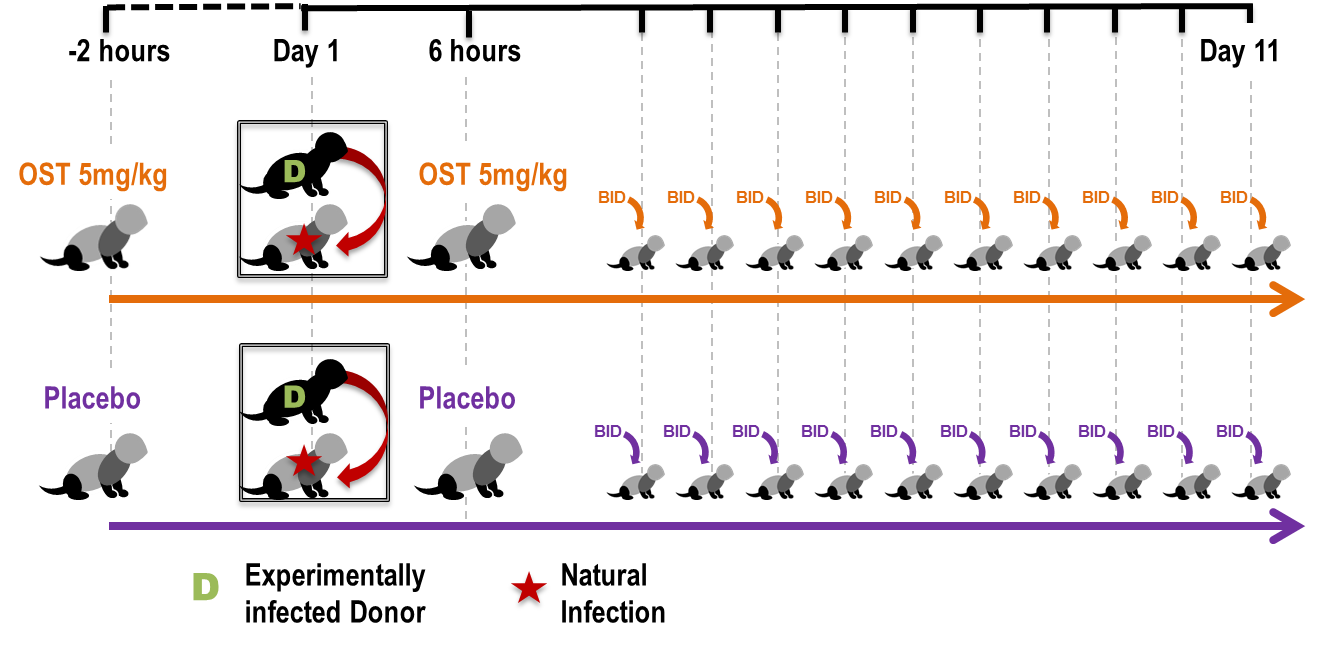 -2 hours
Day 1
6 hours
Day 11
OST 5mg/kg
D
OST 5mg/kg
BID BID BID BID BID BID BID BID BID BID
Placebo
D
Placebo
BID BID BID BID BID BID BID BID BID BID
D
Experimentally
infected Donor
Natural
Infection